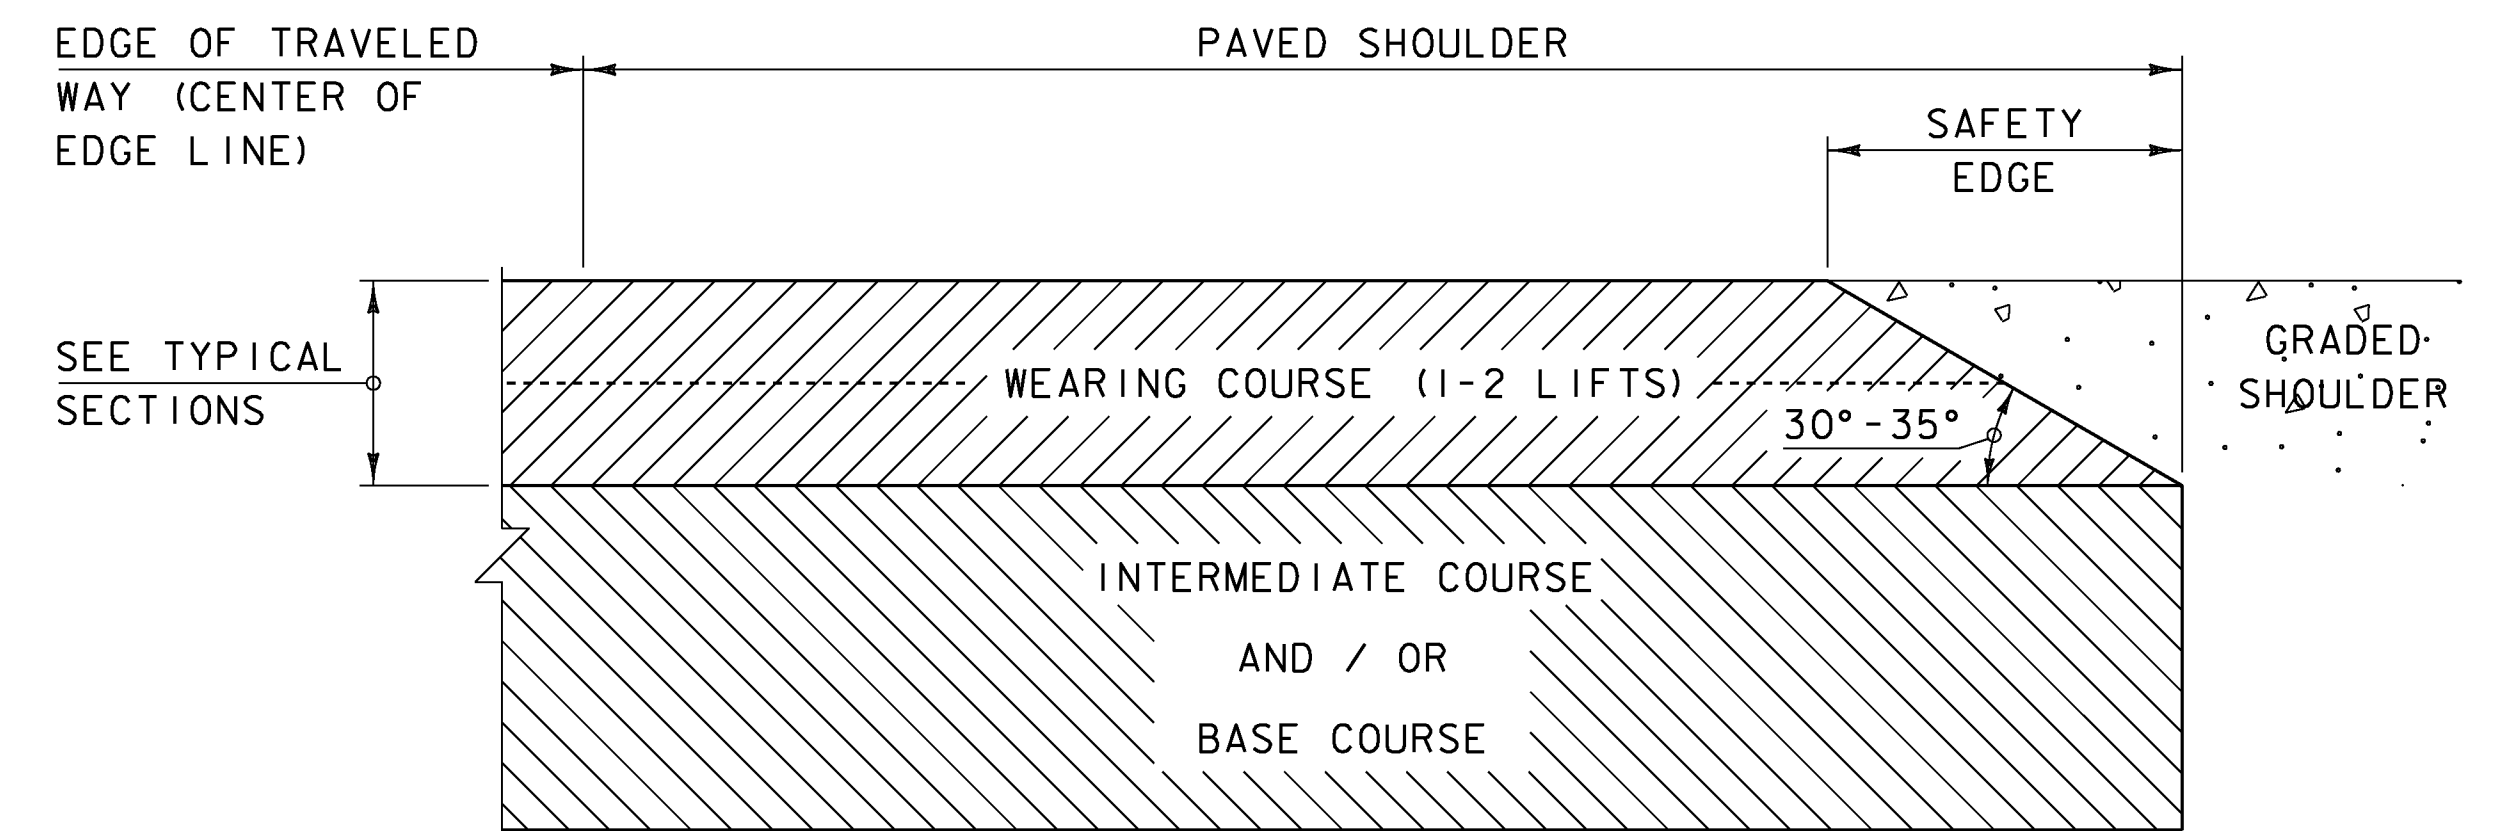 EDGE OF TRAVELED
WAY (CENTER OF
EDGE LINE)
PAVED SHOULDER
SAFETY
EDGE
SEE TYPICAL
SECTIONS
WEARING COURSE (1-2 LIFTS)
30°-35°
GRADED
SHOULDER
INTERMEDIATE COURSE
AND / OR
BASE COURSE